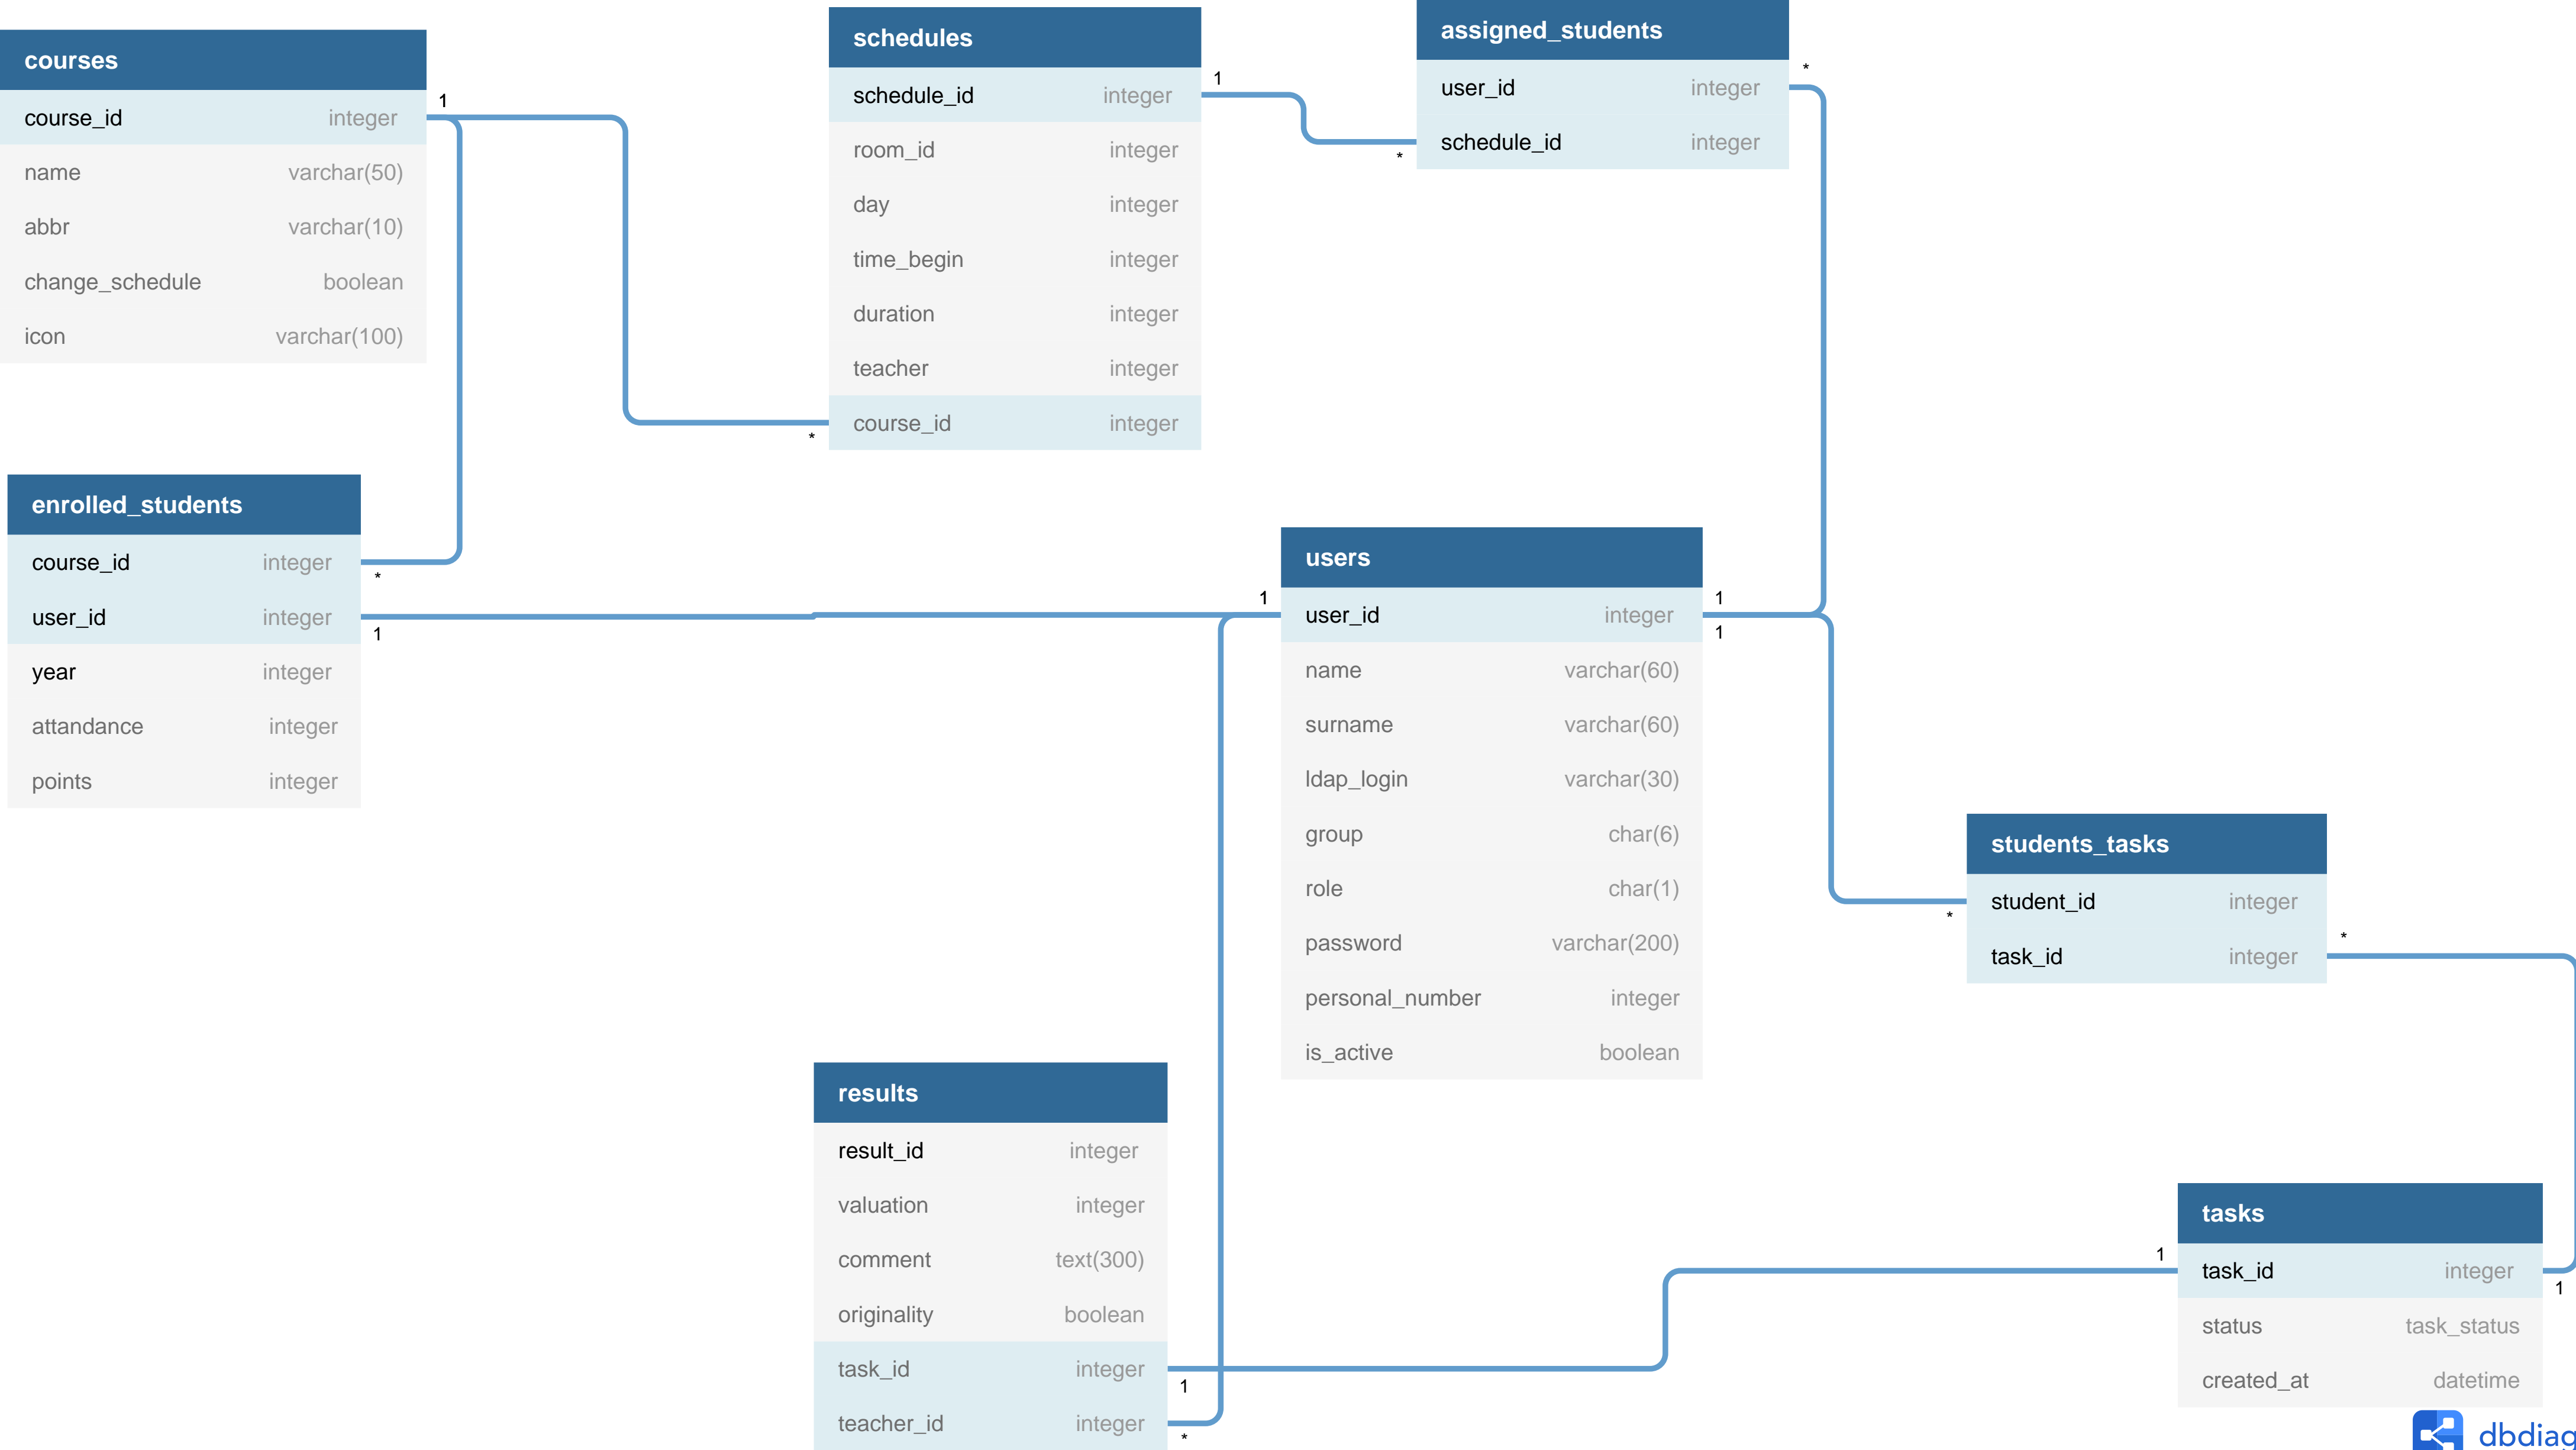 courses
course_id integer
name varchar(50)
abbr varchar(10)
change_schedule boolean
icon varchar(100)
1
schedules
schedule_id integer
room_id integer
day integer
time_begin integer
duration integer
teacher integer
course_id integer
1
*
assigned_students
user_id integer
schedule_id integer
*
*
enrolled_students
course_id integer
user_id integer
year integer
attandance integer
points integer
*
1
users
user_id integer
name varchar(60)
surname varchar(60)
ldap_login varchar(30)
group char(6)
role char(1)
password varchar(200)
personal_number integer
is_active boolean
1
1
1
students_tasks
student_id integer
task_id integer
*
*
results
result_id integer
valuation integer
comment text(300)
originality boolean
task_id integer
teacher_id integer
1
*
tasks
task_id integer
status task_status
created_at datetime
1
1
dbdiag